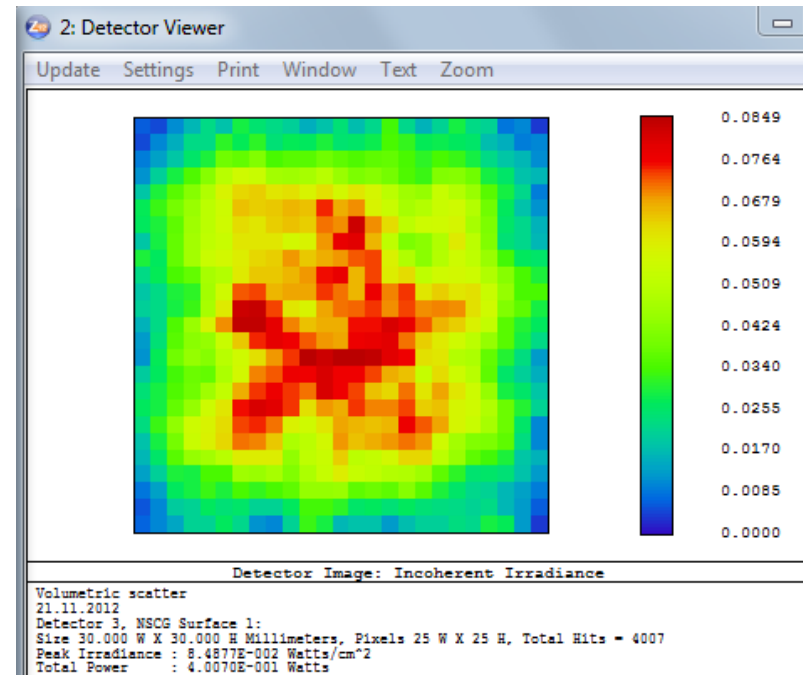 2: Detector Viewer
Update Settings Print Window Text Zoom
0.0849
0.0764
0.0679
0.0594
0.0509
0.0424
0.0340
0.0255
0.0170
0.0085
0.0000
Detector Image: Incoherent Irradiance
Volumetric scatter
21.11.2012
Detector 3, NSCG Surface 1:
Size 30.000 W X 30.000 H Millimeters, Pixels 25 W X 25 H, Total Hits = 4007
Peak Irradiance : 8.4877E-002 Watts/cm^2
Total Power : 4.0070E-001 Watts